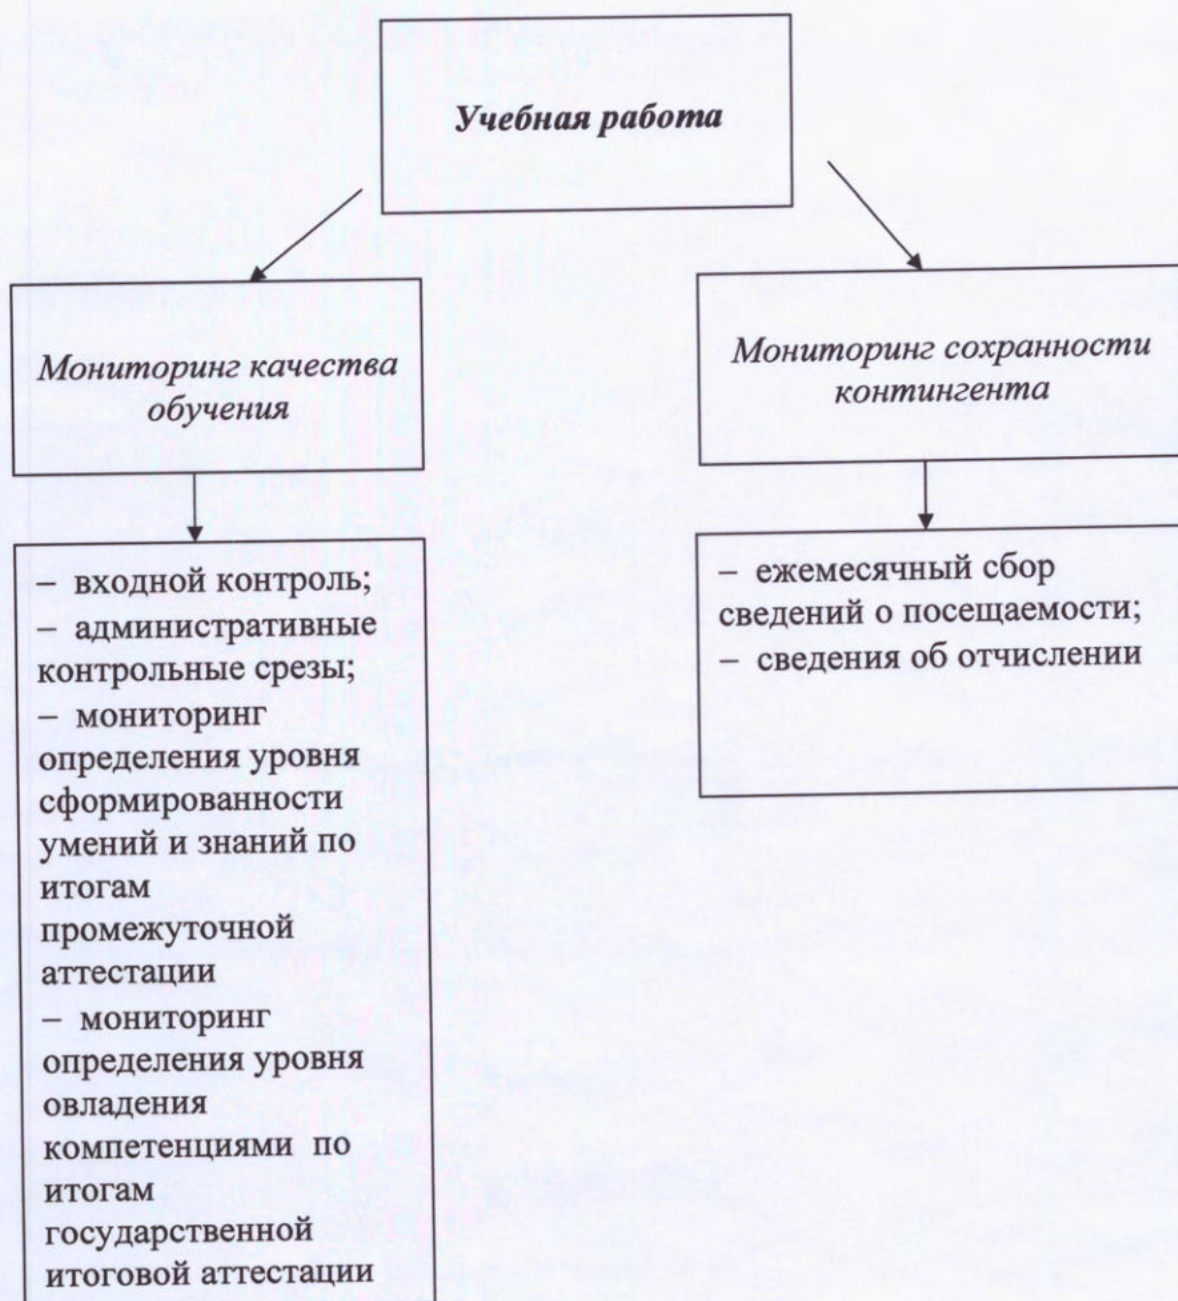 Учебная работа
Мониторинг качества
обучения
Мониторинг сохранности
контингента
– входной контроль;
– административные
контрольные срезы;
– мониторинг
определения уровня
сформированности
умений и знаний по
итогам
промежуточной
аттестации
– мониторинг
определения уровня
овладения
компетенциями по
итогам
государственной
итоговой аттестации
– ежемесячный сбор
сведений о посещаемости;
– сведения об отчислении